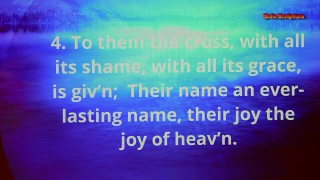 4. To them the cross, with all
its shame, with all its grace,
is giv’n;  Their name an ever-
lasting name, their joy the
joy of heav’n.